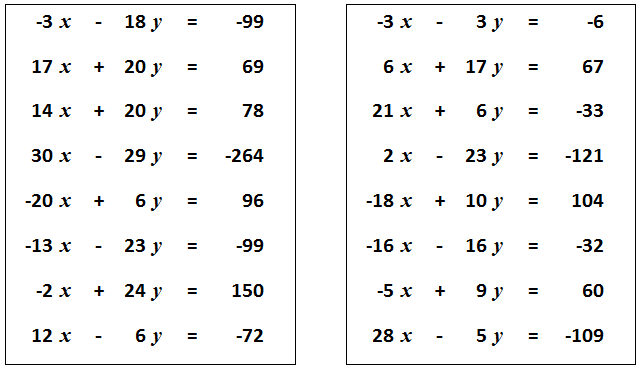 -3 x - 18 y = -99
17 x + 20 y = 69
14 x + 20 y = 78
30 x - 29 y = -264
-20 x + 6 y = 96
-13 x - 23 y = -99
-2 x + 24 y = 150
12 x - 6 y = -72
-3 x - 3 y = -6
6 x + 17 y = 67
21 x + 6 y = -33
2 x - 23 y = -121
-18 x + 10 y = 104
-16 x - 16 y = -32
-5 x + 9 y = 60
28 x - 5 y = -109